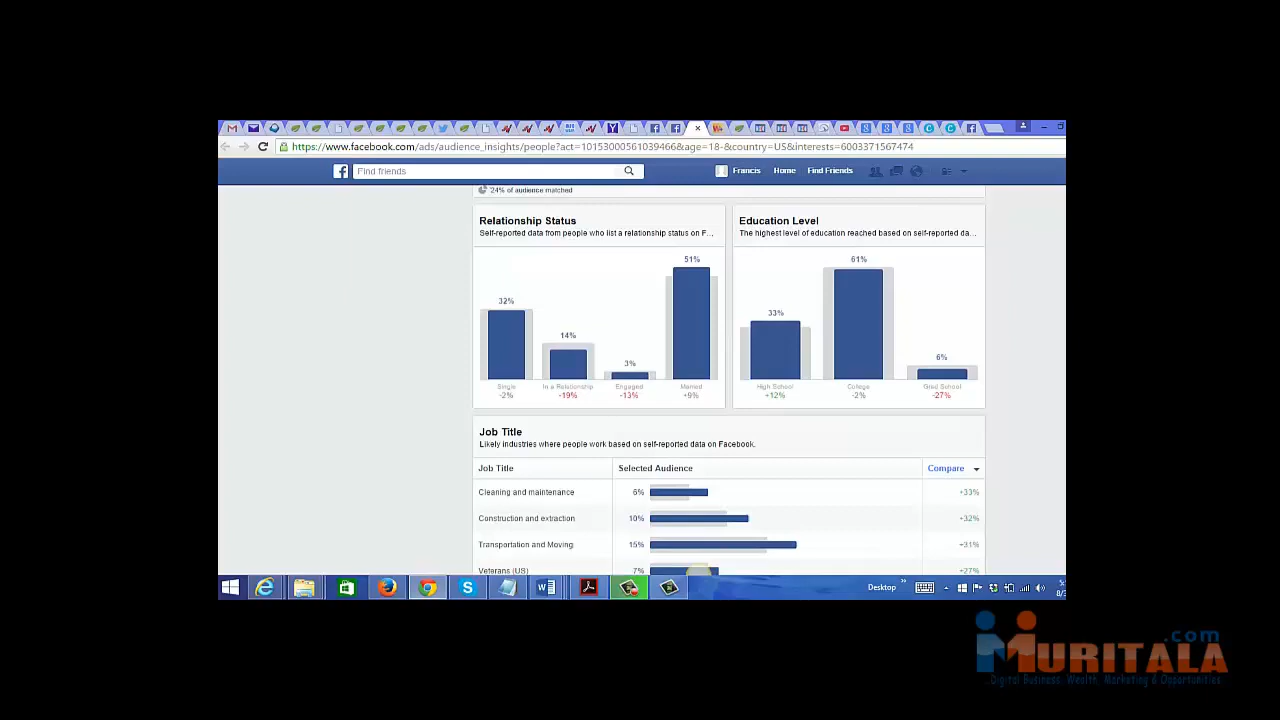 https://www.facebook.com/ads/audience_insights/people?act=10153000561039466&age=18-&country=US&interests=6003371567474
Find friends
Francis Home Find Friends
24% of audience matched
Relationship Status
Self-reported data from people who list a relationship status on F...
51%
32%
14%
3%
Single In a Relationship Engaged Married
-2% -19% -13% +9%
Education Level
The highest level of education reached based on self-reported da...
61%
33%
6%
High School College Grad School
+12% -2% -27%
Job Title
Likely industries where people work based on self-reported data on Facebook.
Job Title Selected Audience Compare
Cleaning and maintenance 6% +33%
Construction and extraction 10% +32%
Transportation and Moving 15% +31%
Veterans (US) 7% +27%
Desktop
MURITALA
.com
Digital Business, Wealth, Marketing & Opportunities